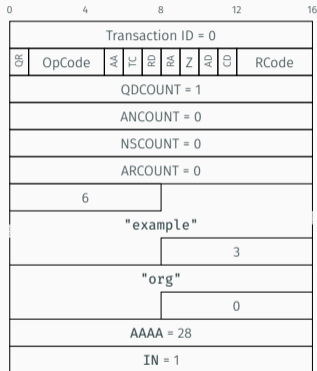 0 4 8 12 16
Transaction ID = 0
QR OpCode AA TC RD RA Z AD CD RCode
QDCOUNT = 1
ANCOUNT = 0
NSCOUNT = 0
ARCOUNT = 0
6
"example"
3
"org"
0
AAAA = 28
IN = 1